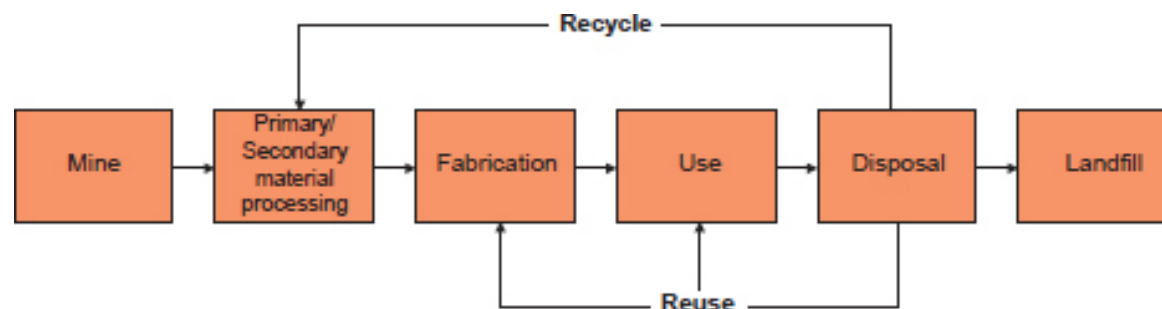 Recycle
Mine
Primary/
Secondary
material
processing
Fabrication
Use
Disposal
Landfill
Reuse